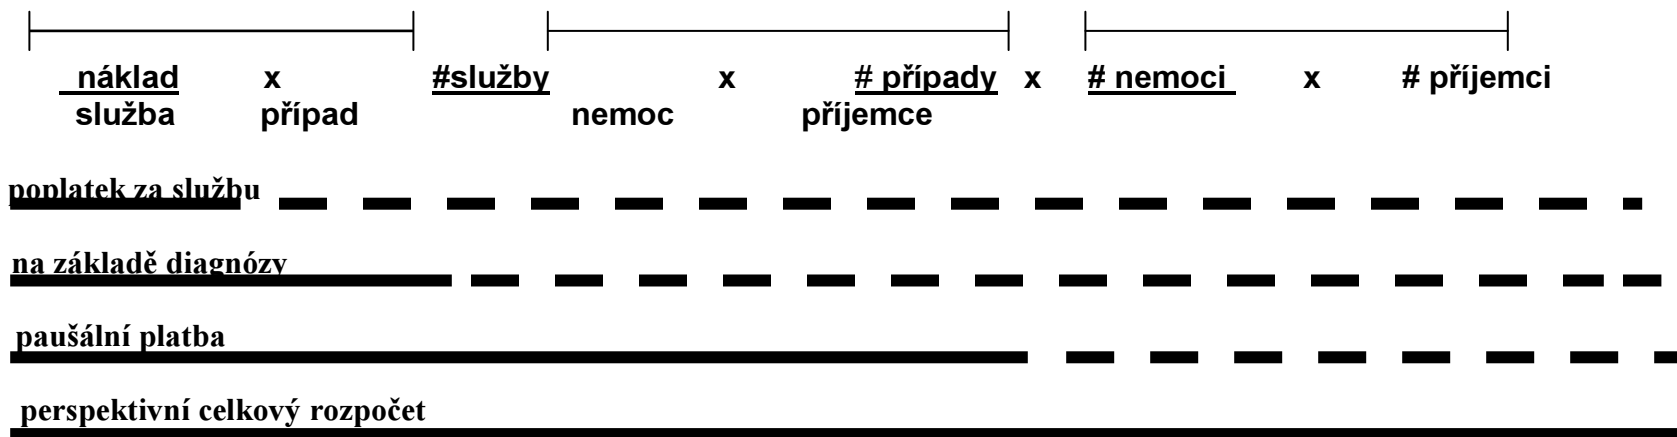 náklad x #služby x # případy x # nemoci x # příjemci
služba případ nemoc příjemce
poplatek za službu
na základě diagnózy
paušální platba
perspektivní celkový rozpočet